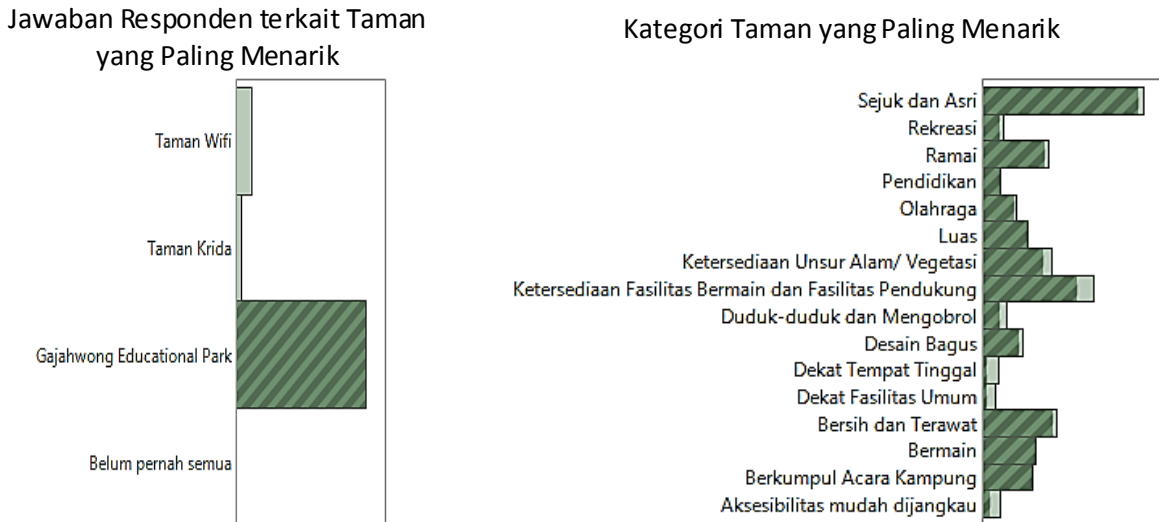 Jawaban Responden terkait Taman
yang Paling Menarik
Taman Wifi
Taman Krida
Gajahwong Educational Park
Belum pernah semua
Kategori Taman yang Paling Menarik
Sejuk dan Asri
Rekreasi
Ramai
Pendidikan
Olahraga
Luas
Ketersediaan Unsur Alam/ Vegetasi
Ketersediaan Fasilitas Bermain dan Fasilitas Pendukung
Duduk-duduk dan Mengobrol
Desain Bagus
Dekat Tempat Tinggal
Dekat Fasilitas Umum
Bersih dan Terawat
Bermain
Berkumpul Acara Kampung
Aksesibilitas mudah dijangkau